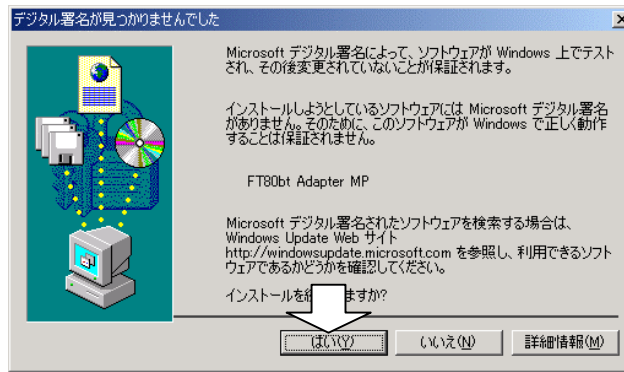 デジタル署名が見つかりませんでした
Microsoft デジタル署名によって、ソフトウェアが Windows 上でテスト
され、その後変更されていないことが保証されます。
インストールしようとしているソフトウェアには Microsoft デジタル署名
がありません。そのために、このソフトウェアが Windows で正しく動作
することは保証されません。
FT80bt Adapter MP
Microsoft デジタル署名されたソフトウェアを検索する場合は、
Windows Update Web サイト
http://windowsupdate.microsoft.com を参照し、利用できるソフト
ウェアであるかどうかを確認してください。
インストールを ますか?
はい(Y) いいえ(N) 詳細情報(M)